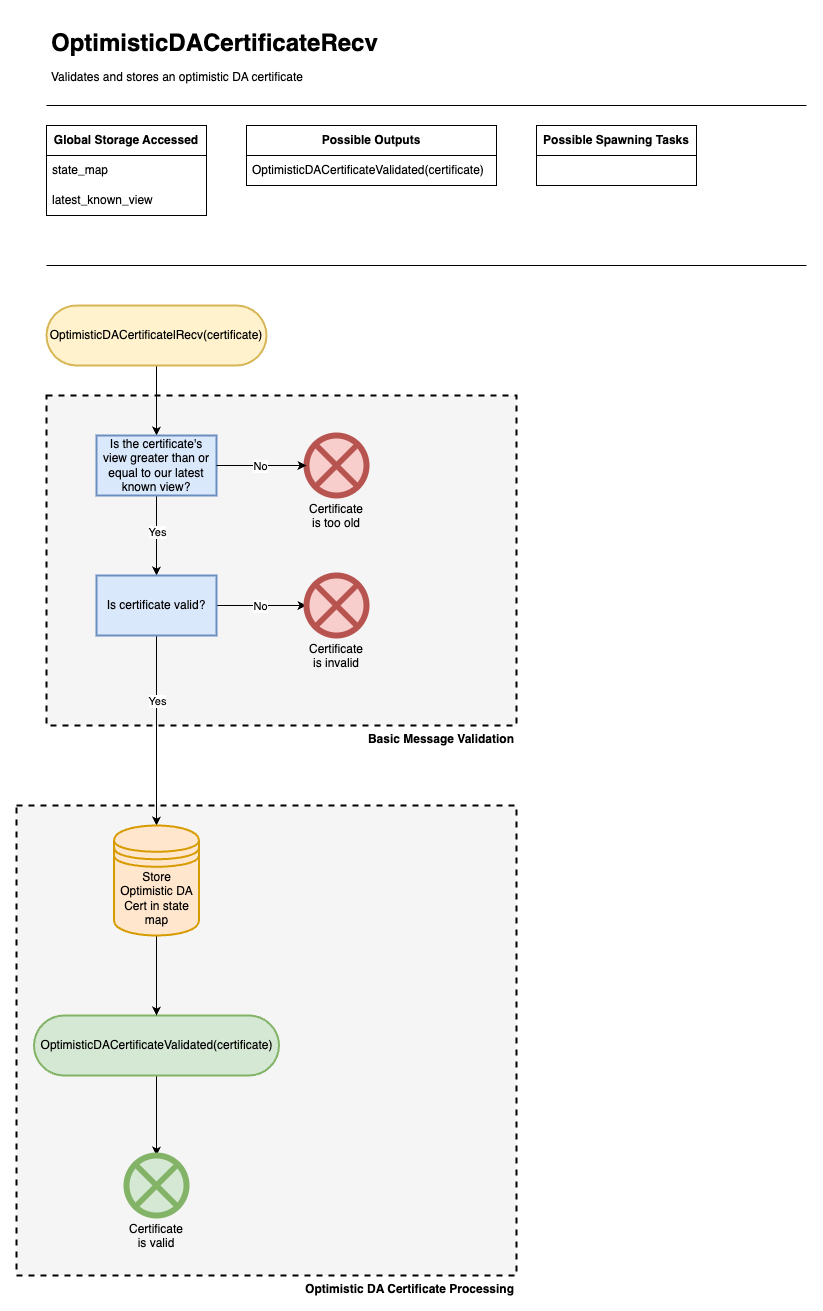 OptimisticDACertificateRecv
Validates and stores an optimistic DA certificate
Global Storage Accessed
state_map
latest_known_view
Possible Outputs
OptimisticDACertificateValidated(certificate)
Possible Spawning Tasks
OptimisticDACertificatelRecv(certificate)
Is the certificate's
view greater than or
equal to our latest
known view?
No
Certificate
is too old
Yes
Is certificate valid?
No
Certificate
is invalid
Yes
Basic Message Validation
Store
Optimistic DA
Cert in state
map
OptimisticDACertificateValidated(certificate)
Certificate
is valid
Optimistic DA Certificate Processing